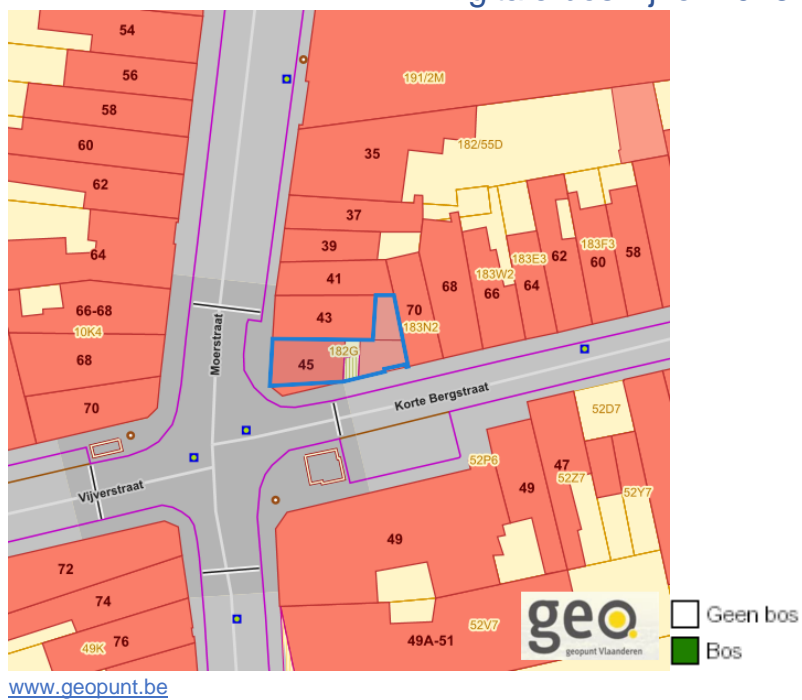 54
56
191/2M
58
60
35
182/55D
62
37
39
183F3
58
62
60
64
183E3
68
183W2
66
64
41
66-68
43
70
10K4
183N2
Moerstraat
182G
68
45
Korte Bergstraat
70
52D7
52P6
47
52Z7
49
52Y7
Vijverstraat
49
72
74
76
49K
52V7
49A-51
geo.
geopunt Vlaanderen
Geen bos
Bos
www.geopunt.be